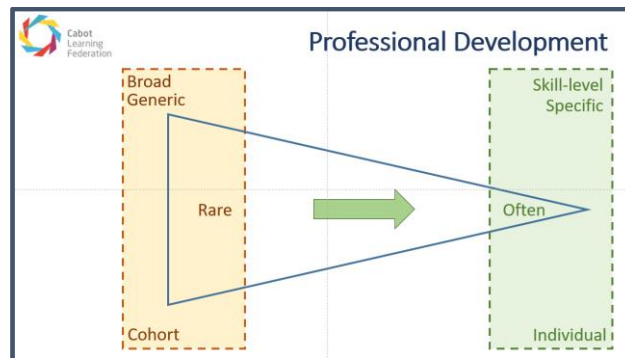 Cabot
Learning
Federation
Professional Development
Broad
Generic
Skill-level
Specific
Rare
Often
Cohort
Individual